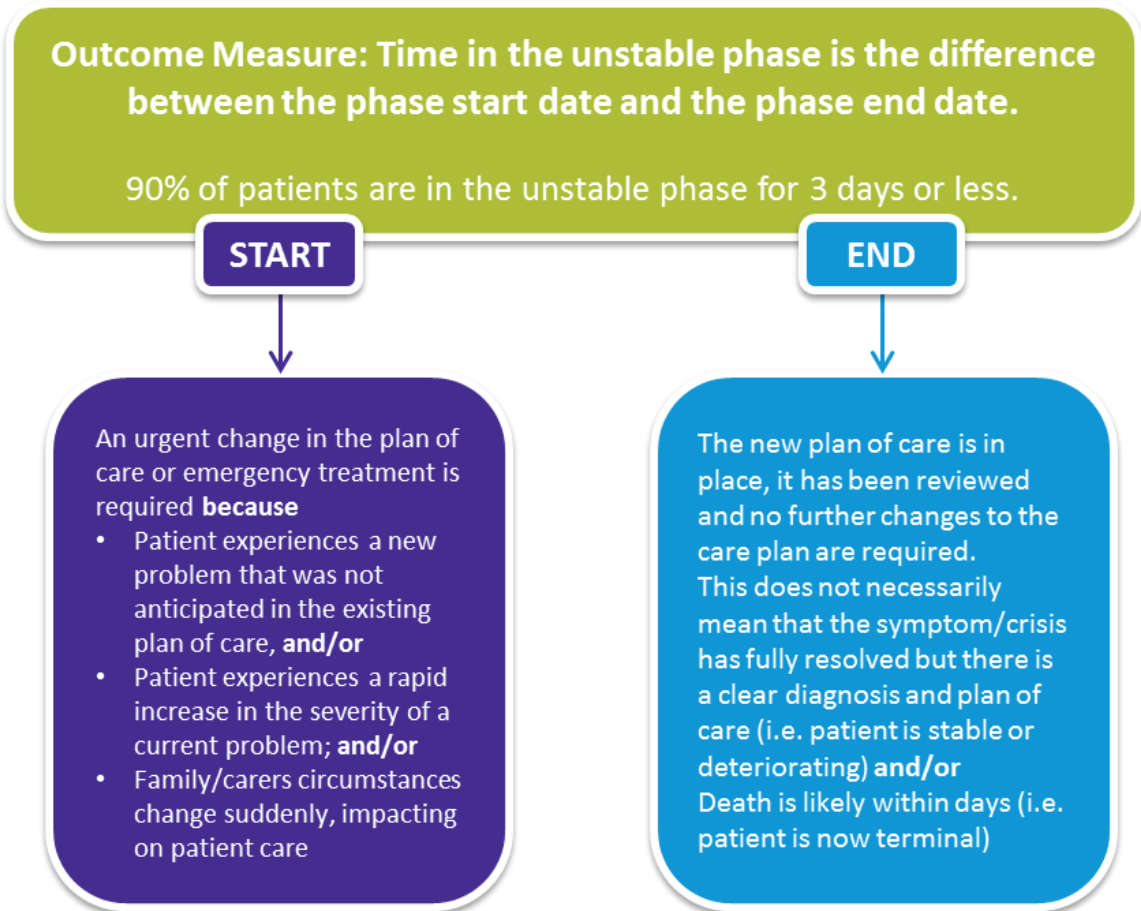 Outcome Measure: Time in the unstable phase is the difference
between the phase start date and the phase end date.
90% of patients are in the unstable phase for 3 days or less.
START
An urgent change in the plan of
care or emergency treatment is
required because
• Patient experiences a new
problem that was not
anticipated in the existing
plan of care, and/or
• Patient experiences a rapid
increase in the severity of a
current problem; and/or
• Family/carers circumstances
change suddenly, impacting
on patient care
END
The new plan of care is in
place, it has been reviewed
and no further changes to the
care plan are required.
This does not necessarily
mean that the symptom/crisis
has fully resolved but there is
a clear diagnosis and plan of
care (i.e. patient is stable or
deteriorating) and/or
Death is likely within days (i.e.
patient is now terminal)